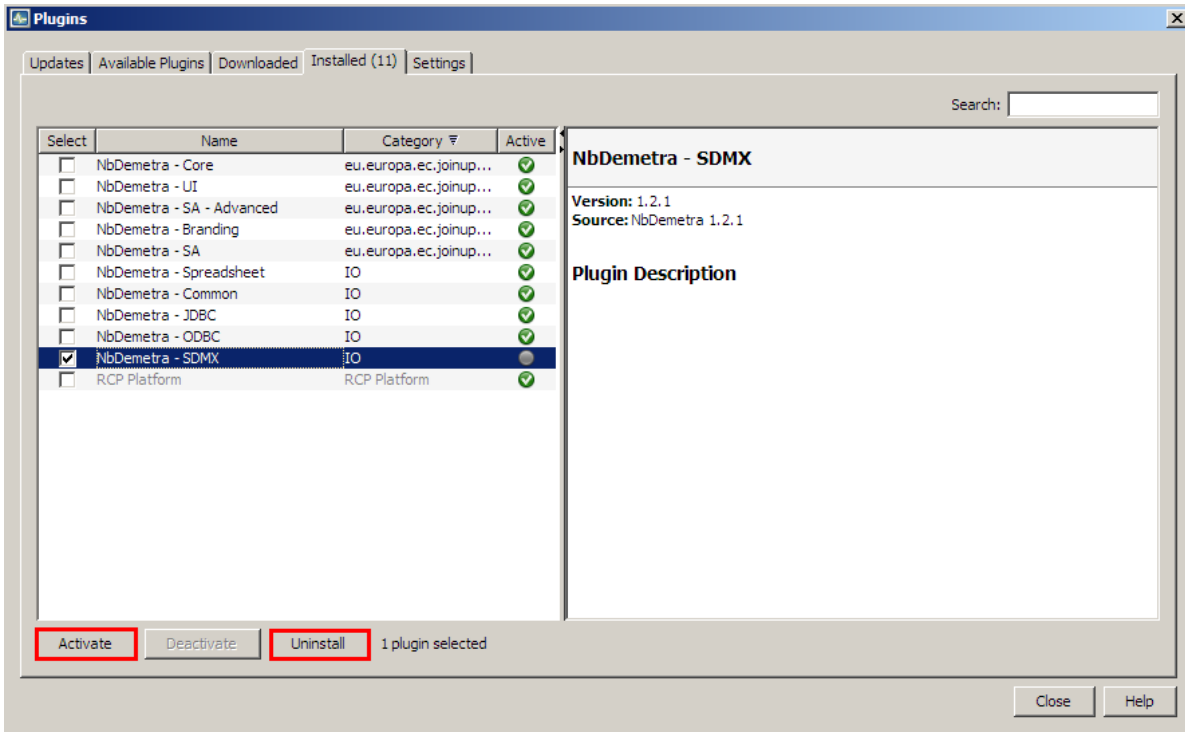 Plugins
Updates Available Plugins Downloaded Installed (11) Settings
Search:
Select Name Category Active
NbDemetra - Core eu.europa.ec.joinup...
NbDemetra - UI eu.europa.ec.joinup...
NbDemetra - SA - Advanced eu.europa.ec.joinup...
NbDemetra - Branding eu.europa.ec.joinup...
NbDemetra - SA eu.europa.ec.joinup...
NbDemetra - Spreadsheet IO
NbDemetra - Common IO
NbDemetra - JDBC IO
NbDemetra - ODBC IO
NbDemetra - SDMX IO
RCP Platform RCP Platform
NbDemetra - SDMX
Version: 1.2.1
Source: NbDemetra 1.2.1
Plugin Description
Activate Deactivate Uninstall 1 plugin selected
Close Help